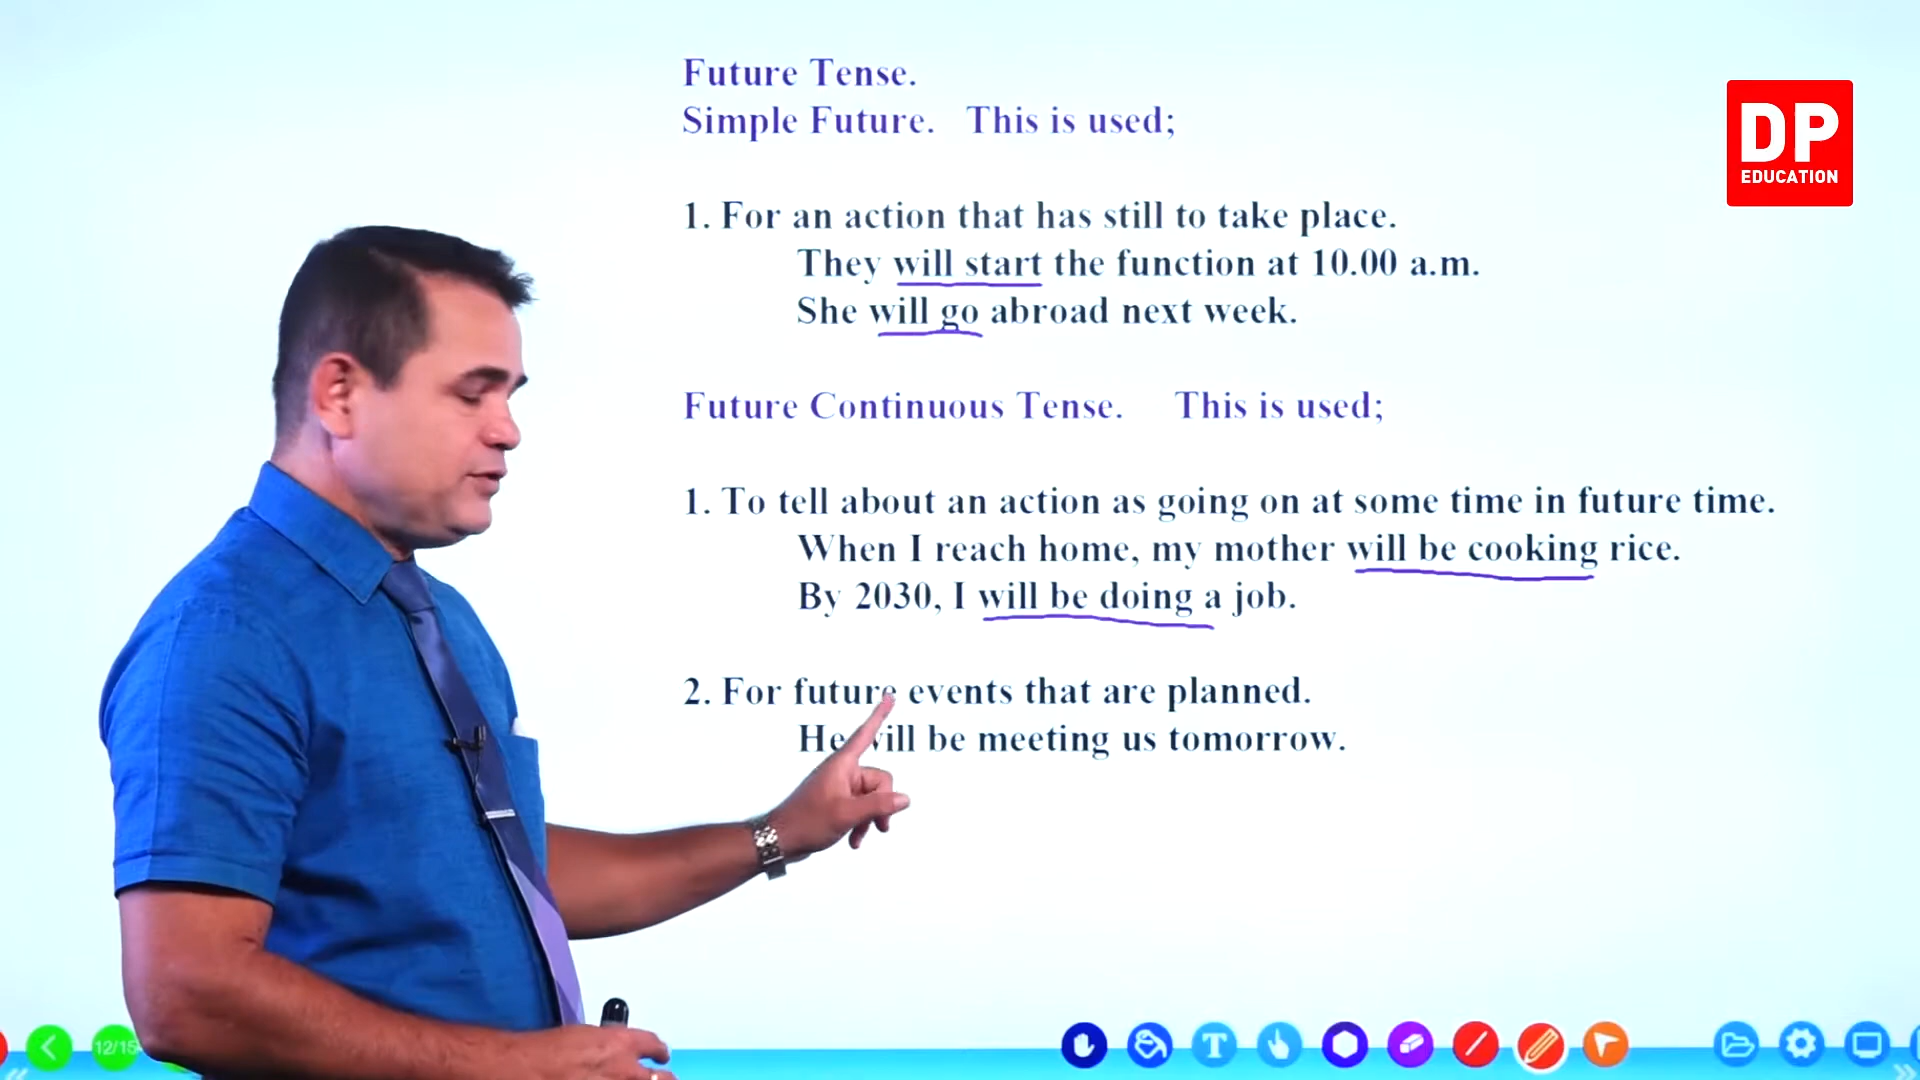 Future Tense.
Simple Future. This is used;
DP
EDUCATION
1. For an action that has still to take place.
They will start the function at 10.00 a.m.
She will go abroad next week.
Future Continuous Tense. This is used;
1. To tell about an action as going on at some time in future time.
When I reach home, my mother will be cooking rice.
By 2030, I will be doing a job.
2. For future events that are planned.
He will be meeting us tomorrow.
12/15
T